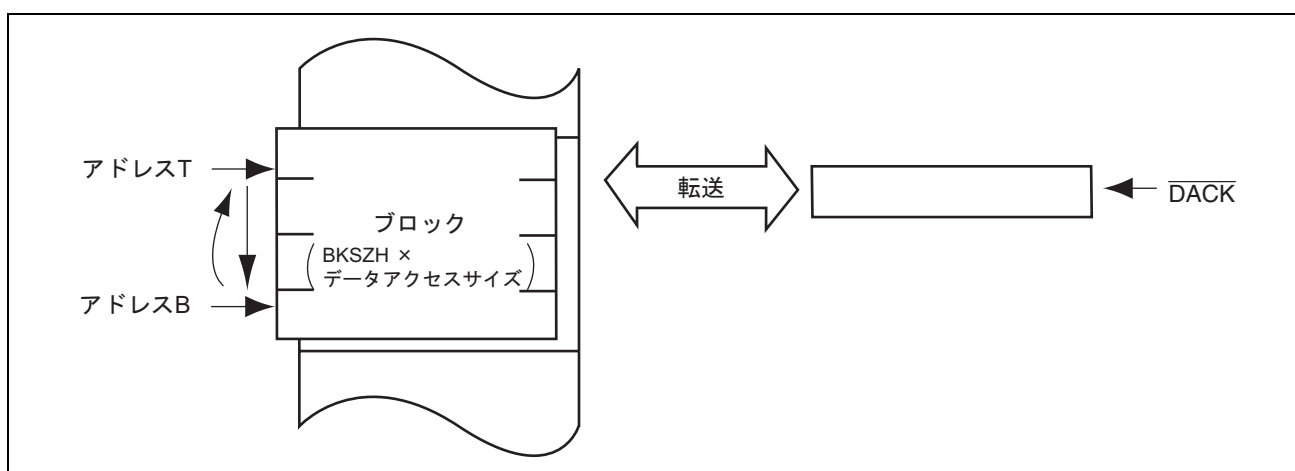 アドレスT
転送
DACK
ブロック
BKSZH ×
データアクセスサイズ
アドレスB